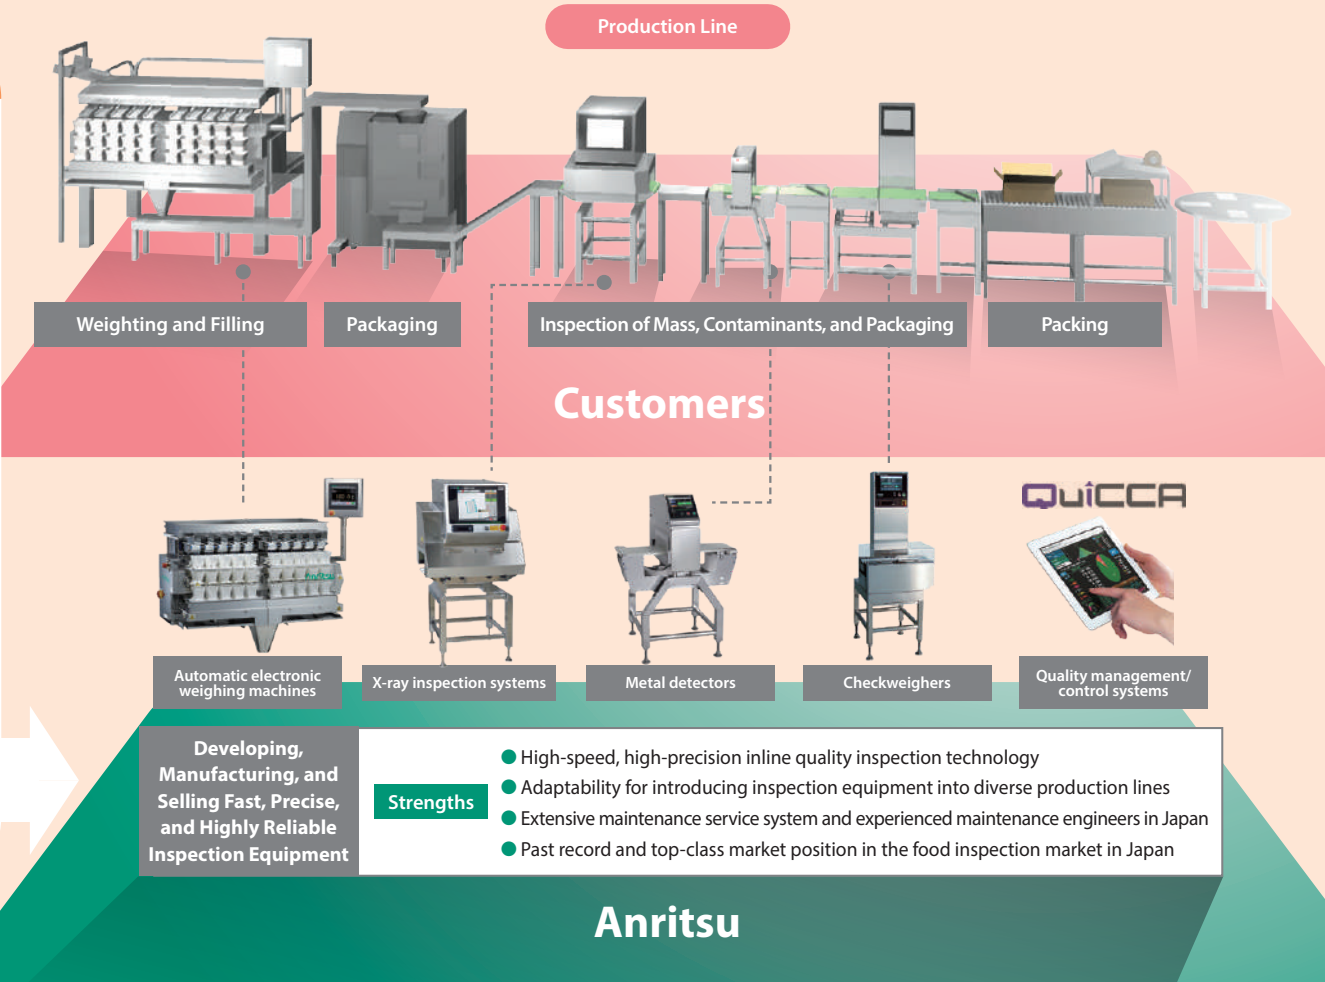 Production Line
Weighting and Filling
Packaging
Inspection of Mass, Contaminants, and Packaging
Packing
Customers
QuiCCA
Anritsu
Automatic electronic
weighing machines
X-ray inspection systems
Metal detectors
Checkweighers
Quality management/
control systems
Developing,
Manufacturing, and
Selling Fast, Precise,
and Highly Reliable
Inspection Equipment
Strengths
High-speed, high-precision inline quality inspection technology
Adaptability for introducing inspection equipment into diverse production lines
Extensive maintenance service system and experienced maintenance engineers in Japan
Past record and top-class market position in the food inspection market in Japan
Anritsu